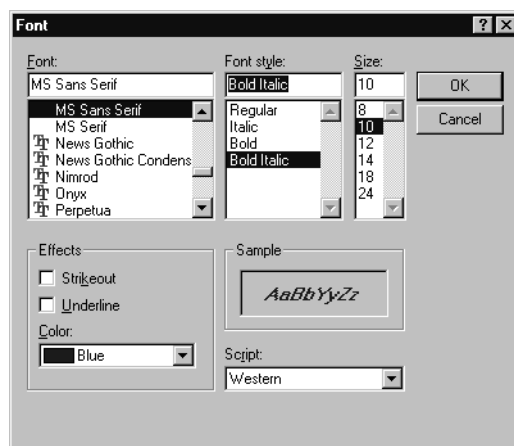 Font
? X
Font:
MS Sans Serif
MS Sans Serif
MS Serif
News Gothic
News Gothic Condens
Nimrod
Onyx
Perpetua
Font style:
Bold Italic
Regular
Italic
Bold
Bold Italic
Size:
10
8
10
12
14
18
24
OK
Cancel
Effects
Strikeout
Underline
Color:
Blue
Sample
AaBbYyZz
Script:
Western